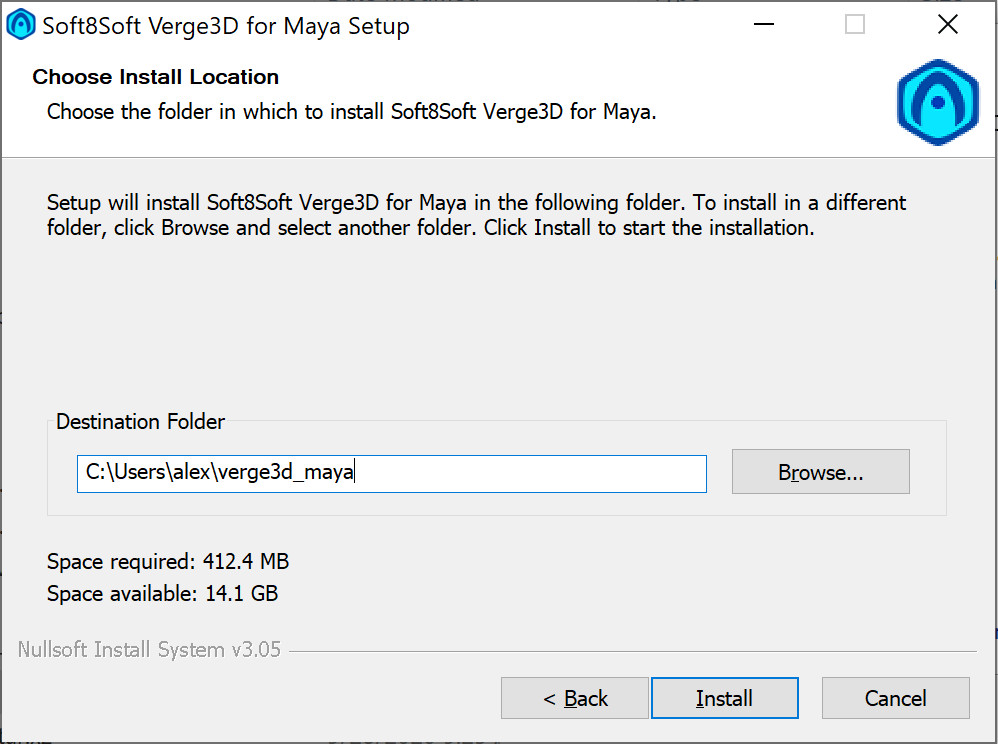 Soft8Soft Verge3D for Maya Setup
Choose Install Location
Choose the folder in which to install Soft8Soft Verge3D for Maya.
Setup will install Soft8Soft Verge3D for Maya in the following folder. To install in a different
folder, click Browse and select another folder. Click Install to start the installation.
Destination Folder
C:\Users\alex\verge3d_maya
Browse...
Space required: 412.4 MB
Space available: 14.1 GB
Nullsoft Install System v3.05
< Back
Install
Cancel